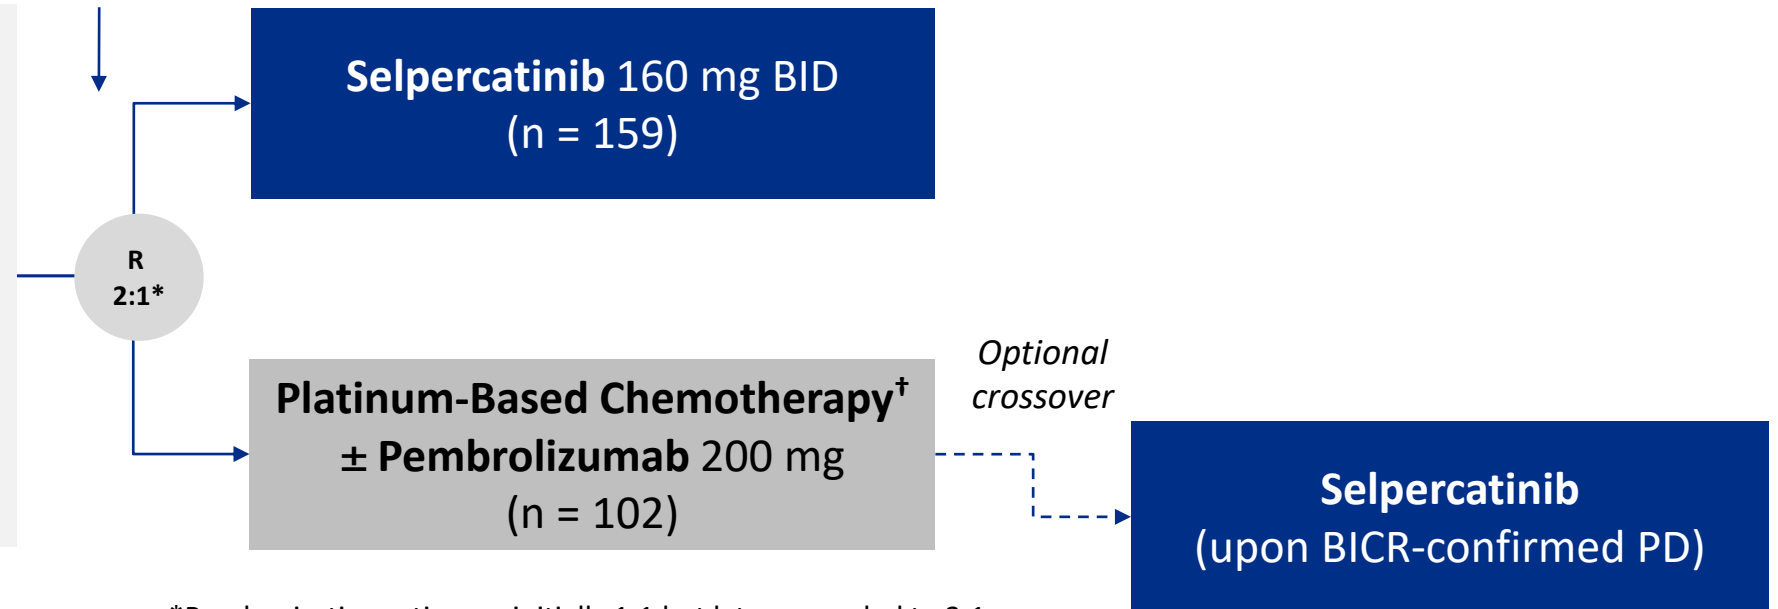 Selpercatinib 160 mg BID
(n = 159)
R
2:1*
Optional
crossover
Platinum-Based Chemotherapy†
± Pembrolizumab 200 mg
(n = 102)
Selpercatinib
(upon BICR-confirmed PD)